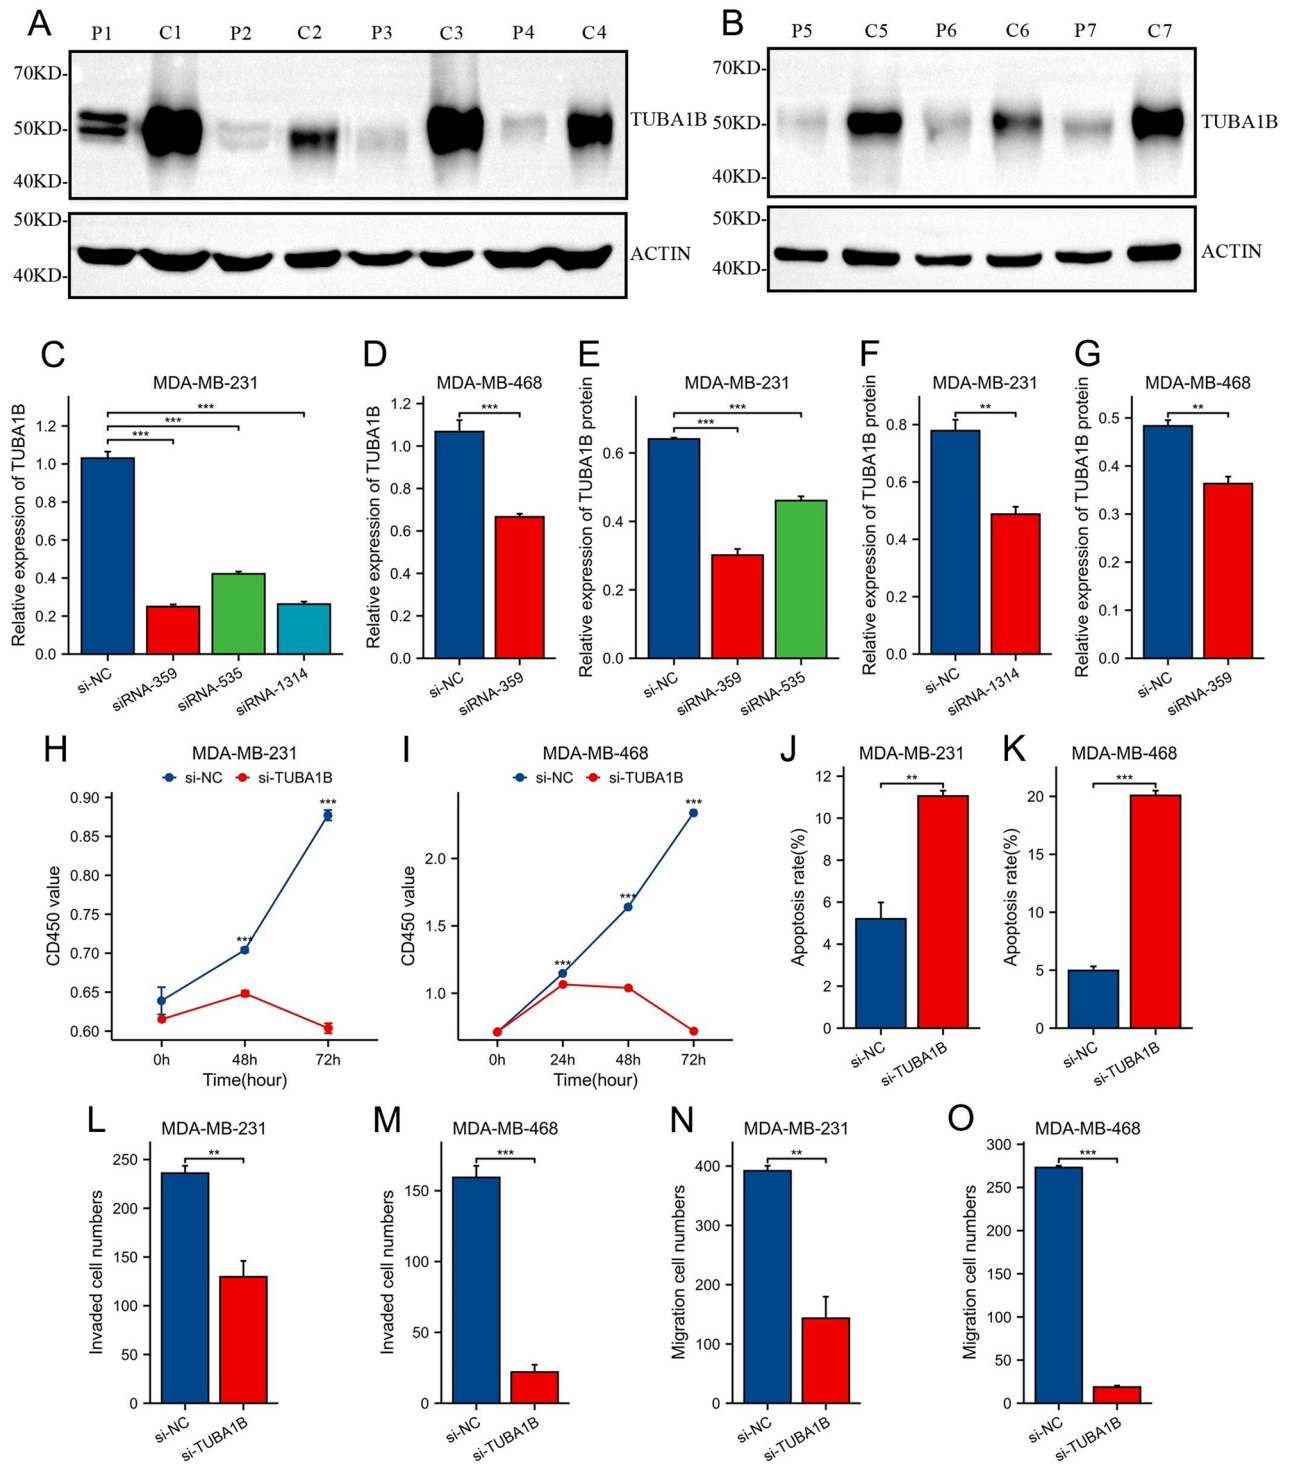 A
P1 C1 P2 C2 P3 C3 P4 C4
70KD-
50KD-
40KD-
TUBA1B
50KD-
40KD-
ACTIN
B
P5 C5 P6 C6 P7 C7
70KD-
50KD-
40KD-
TUBA1B
50KD-
40KD-
ACTIN
C
MDA-MB-231
Relative expression of TUBA1B
1.2
1.0
0.8
0.6
0.4
0.2
0.0
***
***
***
si-NC
siRNA-359
siRNA-535
siRNA-1314
D
MDA-MB-468
Relative expression of TUBA1B
1.2
1.0
0.8
0.6
0.4
0.2
0.0
***
si-NC
siRNA-359
E
MDA-MB-231
Relative expression of TUBA1B protein
0.6
0.4
0.2
0.0
***
***
si-NC
siRNA-359
siRNA-535
F
MDA-MB-231
Relative expression of TUBA1B protein
0.8
0.6
0.4
0.2
0.0
**
si-NC
siRNA-1314
G
MDA-MB-468
Relative expression of TUBA1B protein
0.5
0.4
0.3
0.2
0.1
0.0
**
si-NC
siRNA-359
H
MDA-MB-231
si-NC si-TUBA1B
CD450 value
0.90
0.85
0.80
0.75
0.70
0.65
0.60
***
***
0h 48h 72h
Time(hour)
I
MDA-MB-468
si-NC si-TUBA1B
CD450 value
2.0
1.5
1.0
***
***
***
0h 24h 48h 72h
Time(hour)
J
MDA-MB-231
Apoptosis rate(%)
12
10
8
6
4
2
0
**
si-NC
si-TUBA1B
K
MDA-MB-468
Apoptosis rate(%)
20
15
10
5
0
***
si-NC
si-TUBA1B
L
MDA-MB-231
Invaded cell numbers
250
200
150
100
50
0
**
si-NC
si-TUBA1B
M
MDA-MB-468
Invaded cell numbers
150
100
50
0
***
si-NC
si-TUBA1B
N
MDA-MB-231
Migration cell numbers
400
300
200
100
0
**
si-NC
si-TUBA1B
O
MDA-MB-468
Migration cell numbers
300
250
200
150
100
50
0
***
si-NC
si-TUBA1B